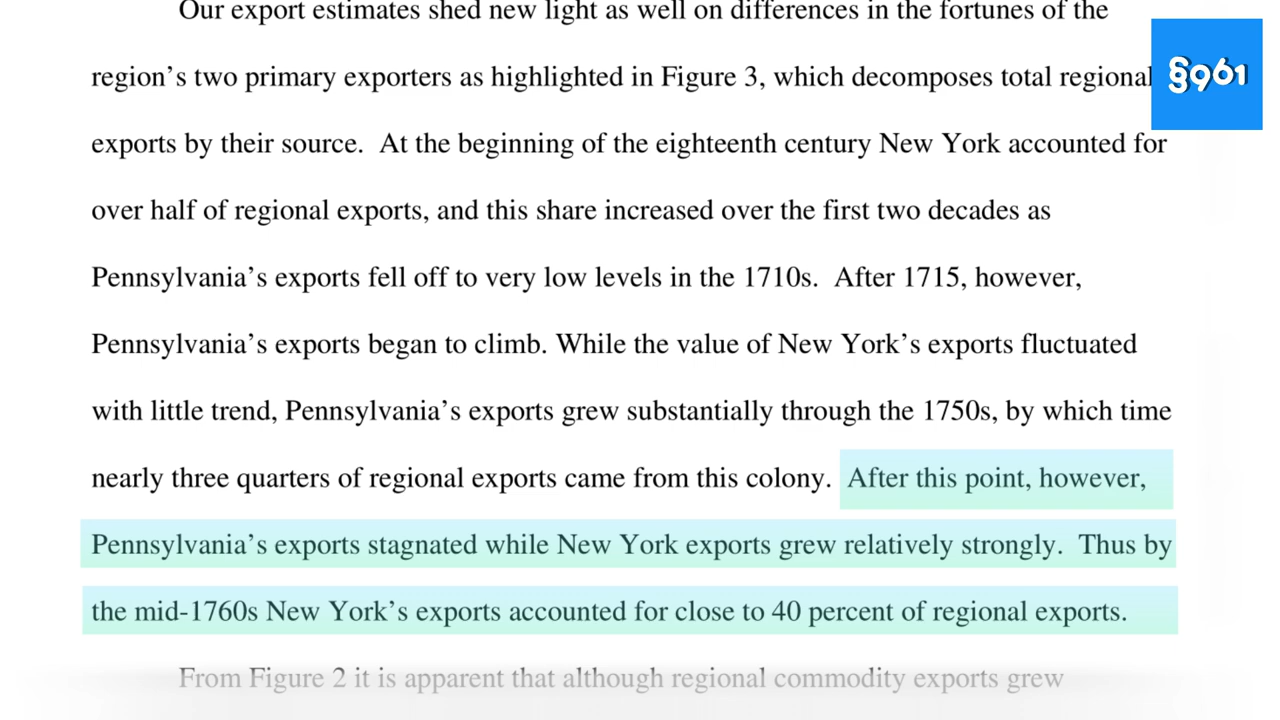 Our export estimates shed new light as well on differences in the fortunes of the
region's two primary exporters as highlighted in Figure 3, which decomposes total regional
§961
exports by their source.  At the beginning of the eighteenth century New York accounted for
over half of regional exports, and this share increased over the first two decades as
Pennsylvania's exports fell off to very low levels in the 1710s.  After 1715, however,
Pennsylvania's exports began to climb. While the value of New York's exports fluctuated
with little trend, Pennsylvania's exports grew substantially through the 1750s, by which time
nearly three quarters of regional exports came from this colony.  After this point, however,
Pennsylvania's exports stagnated while New York exports grew relatively strongly.  Thus by
the mid-1760s New York's exports accounted for close to 40 percent of regional exports.
From Figure 2 it is apparent that although regional commodity exports grew